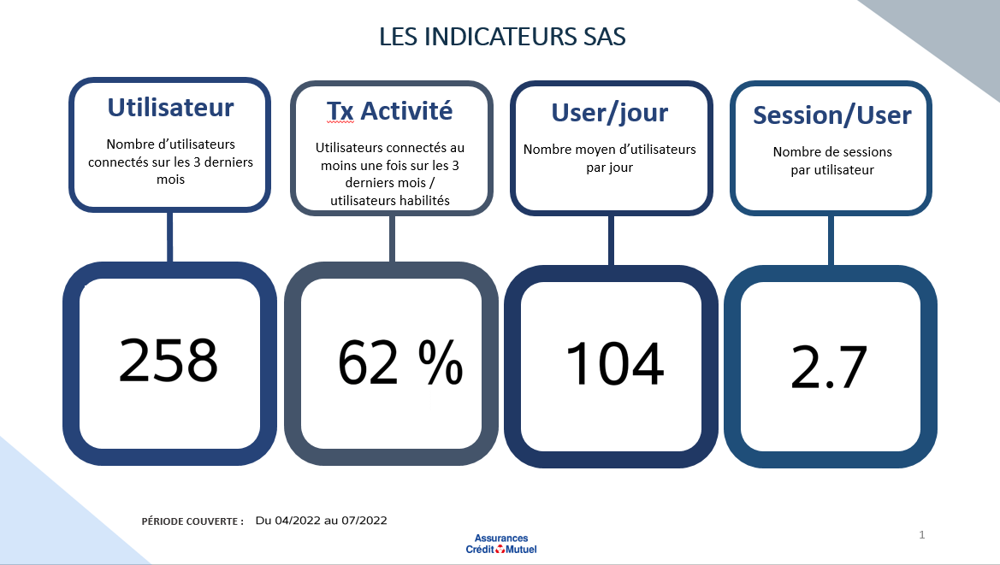 LES INDICATEURS SAS
Utilisateur
Nombre d’utilisateurs
connectés sur les 3 derniers
mois
Tx Activité
Utilisateurs connectés au
moins une fois sur les 3
derniers mois /
utilisateurs habilités
User/jour
Nombre moyen d’utilisateurs
par jour
Session/User
Nombre de sessions
par utilisateur
258
62 %
104
2.7
PÉRIODE COUVERTE : Du 04/2022 au 07/2022
Assurances
Crédit Mutuel
1